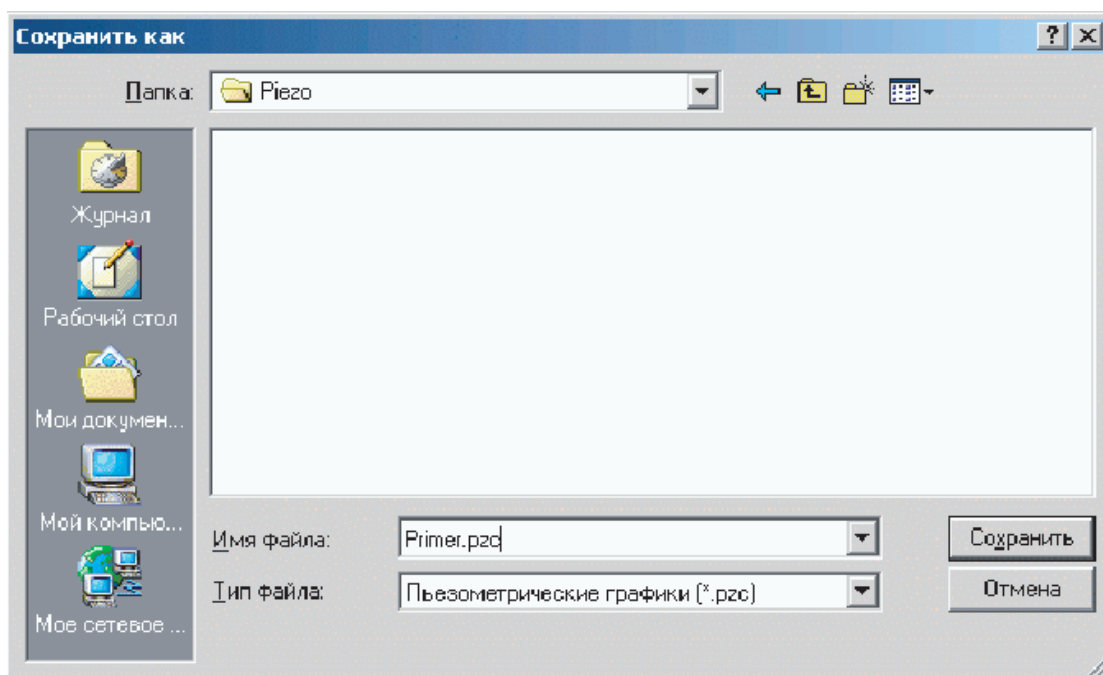 Сохранить как
Папка: Piezo
Журнал
Рабочий стол
Мои докумен...
Мой компью...
Мое сетевое ...
Имя файла: Primer.pzc Сохранить
Тип файла: Пьезометрические графики (*.pzc) Отмена